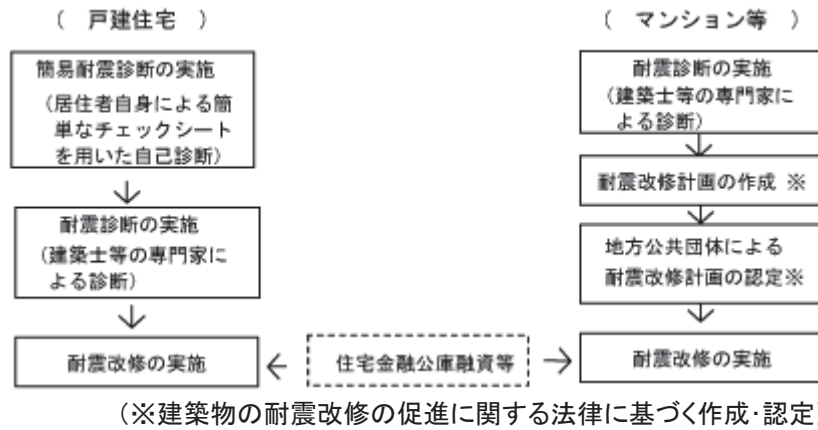 （ 戸建住宅 ）
簡易耐震診断の実施
（居住者自身による簡
単なチェックシート
を用いた自己診断）
耐震診断の実施
（建築士等の専門家に
よる診断）
耐震改修の実施
住宅金融公庫融資等
（ マンション等 ）
耐震診断の実施
（建築士等の専門家に
よる診断）
耐震改修計画の作成 ※
地方公共団体による
耐震改修計画の認定※
耐震改修の実施
（※建築物の耐震改修の促進に関する法律に基づく作成・認定）